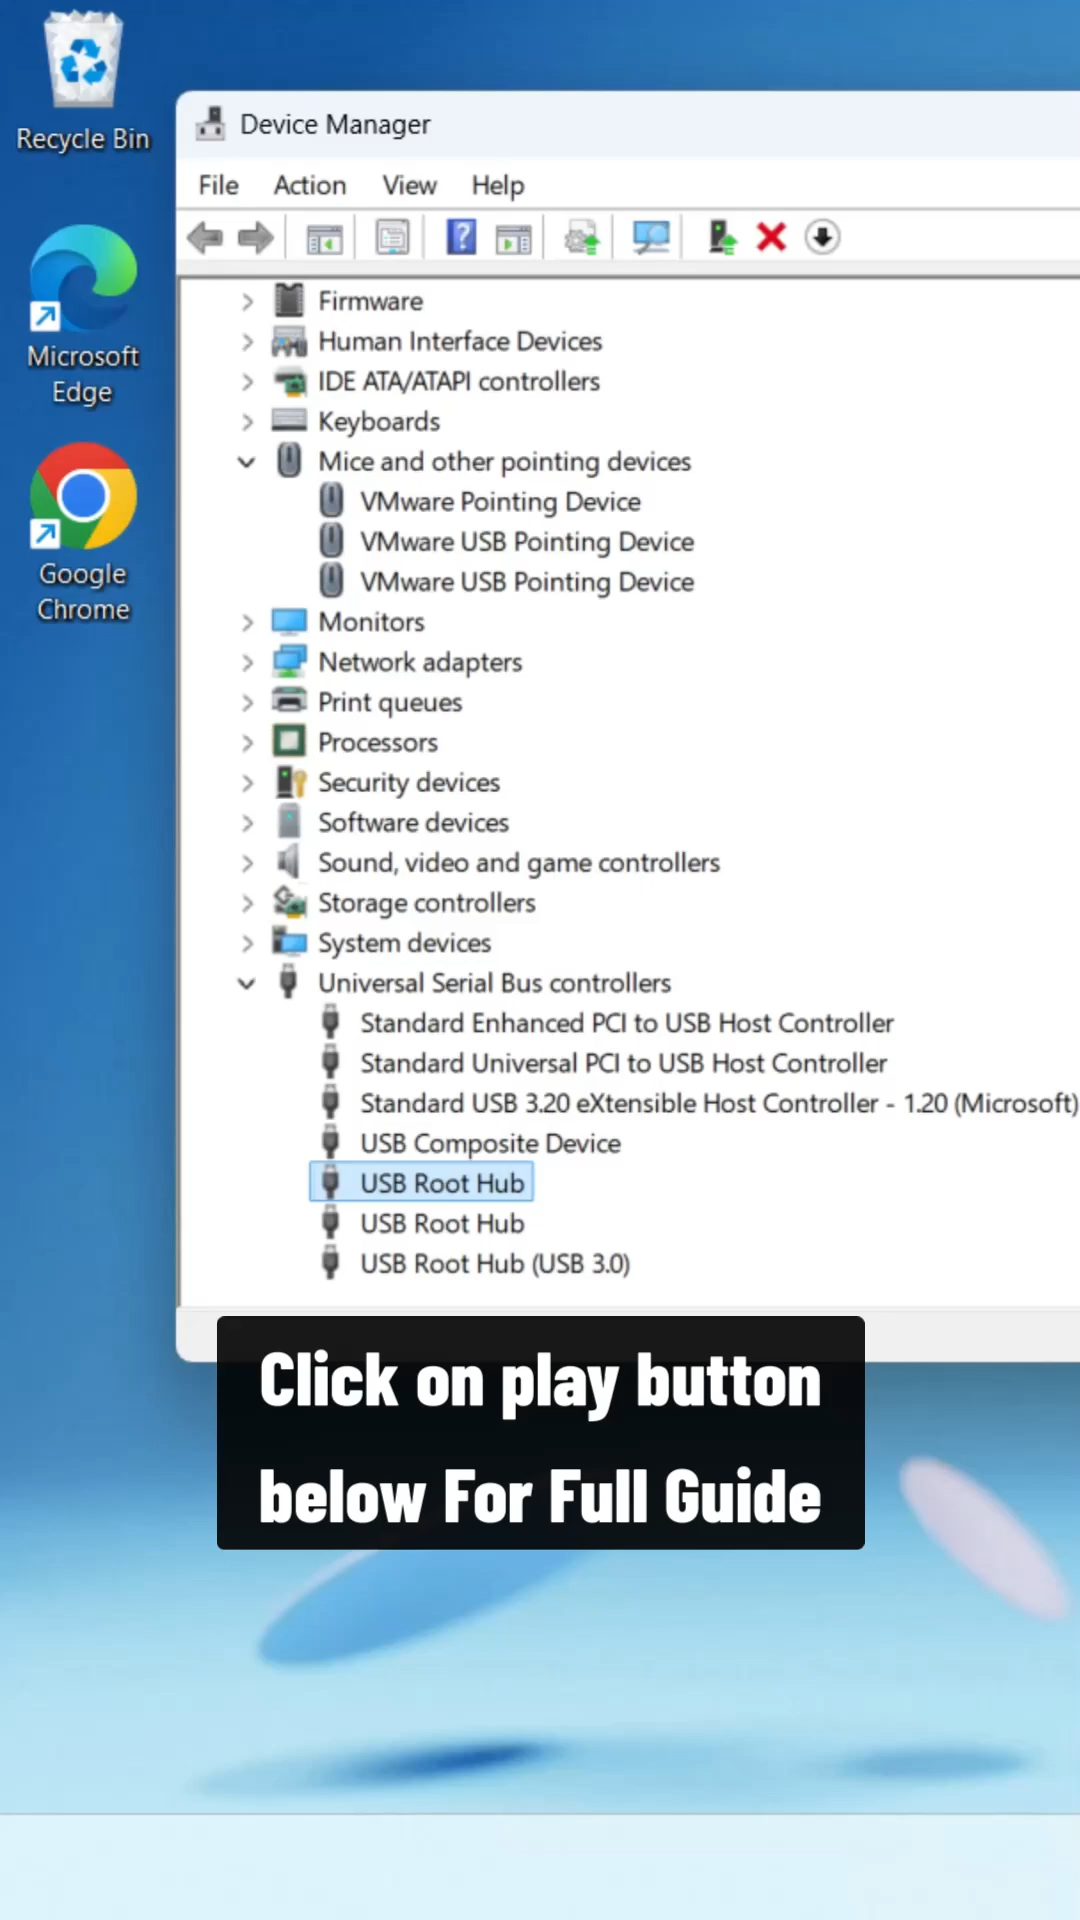 Recycle Bin
Device Manager
File Action View Help
Microsoft
Edge
Google
Chrome
Firmware
Human Interface Devices
IDE ATA/ATAPI controllers
Keyboards
Mice and other pointing devices
VMware Pointing Device
VMware USB Pointing Device
VMware USB Pointing Device
Monitors
Network adapters
Print queues
Processors
Security devices
Software devices
Sound, video and game controllers
Storage controllers
System devices
Universal Serial Bus controllers
Standard Enhanced PCI to USB Host Controller
Standard Universal PCI to USB Host Controller
Standard USB 3.20 eXtensible Host Controller - 1.20 (Microsoft)
USB Composite Device
USB Root Hub
USB Root Hub
USB Root Hub (USB 3.0)
Click on play button
below For Full Guide